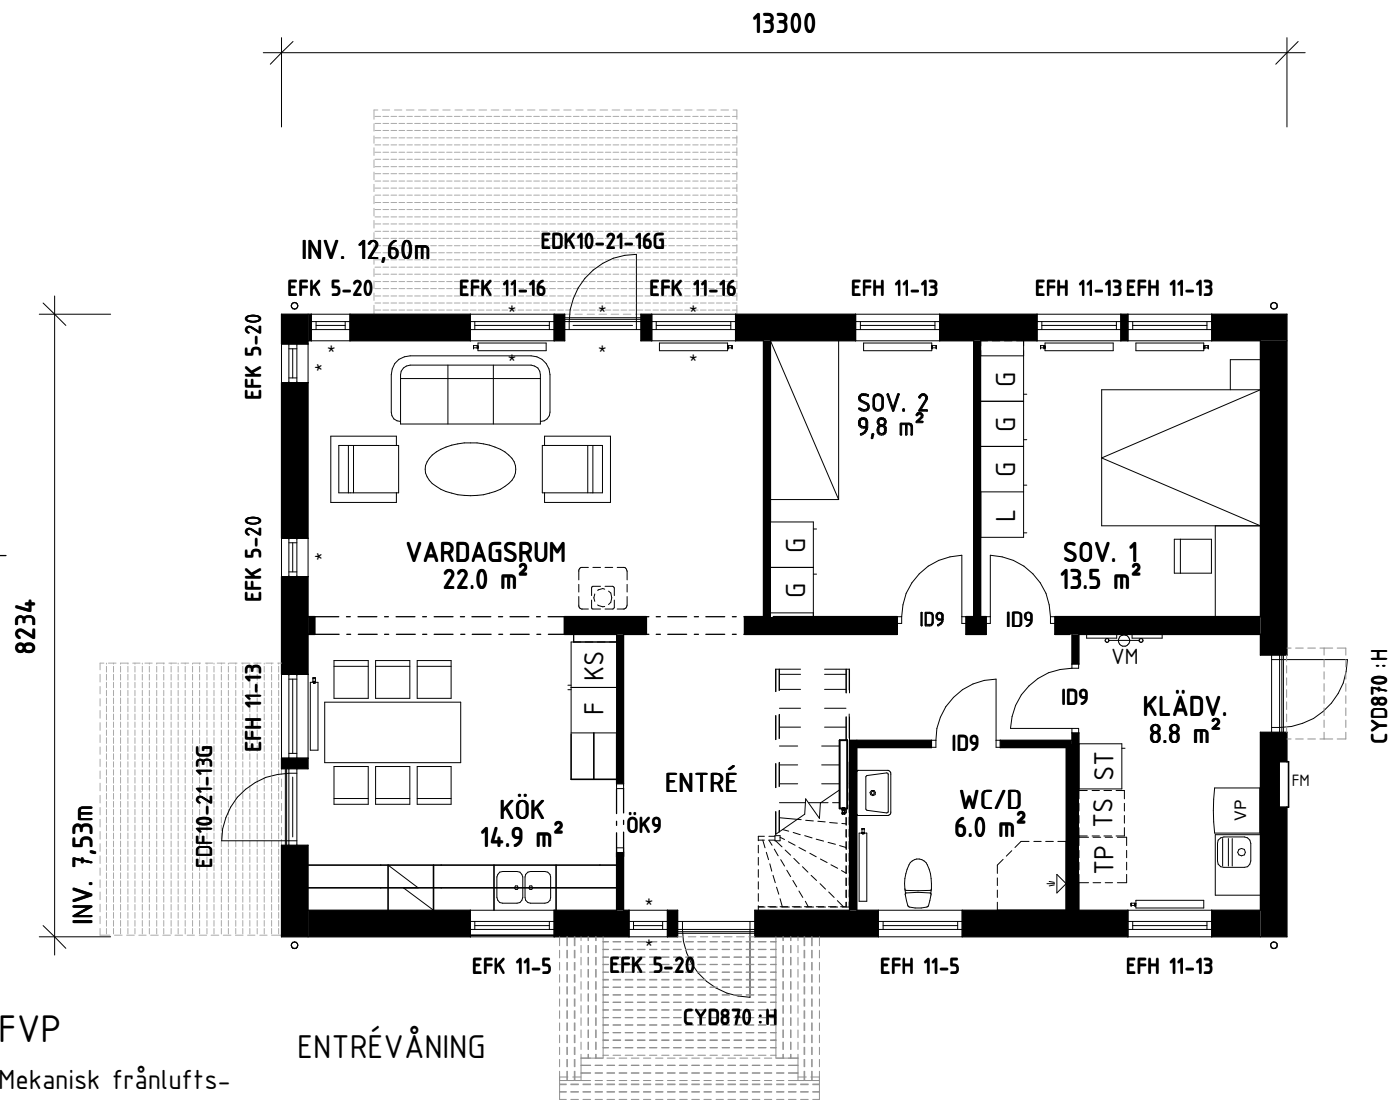 13300
INV. 12,60m
EDK10-21-16G
EFK 5-20
EFK 11-16
EFK 11-16
EFH 11-13
EFH 11-13
EFH 11-13
EFK 5-20
EFK 5-20
8234
SOV. 2
9,8 m²
G
G
G
L
G
G
VARDAGSRUM
22.0 m²
SOV. 1
13.5 m²
ID9
ID9
KS
F
VM
ID9
KLÄDV.
8.8 m²
CYD870 :H
EFH 11-13
EDF10-21-13G
INV. 7,53m
ENTRÉ
ID9
ST
TS
TP
VP
FM
KÖK
14.9 m²
ÖK9
WC/D
6.0 m²
EFK 11-5
EFK 5-20
EFH 11-5
EFH 11-13
CYD870 :H
FVP
ENTRÉVÅNING
Mekanisk frånlufts-